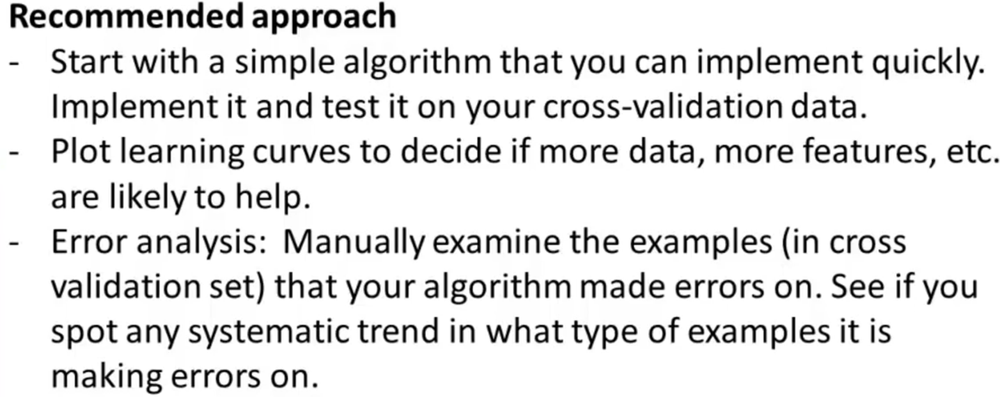 Recommended approach
- Start with a simple algorithm that you can implement quickly.
Implement it and test it on your cross-validation data.
- Plot learning curves to decide if more data, more features, etc.
are likely to help.
- Error analysis: Manually examine the examples (in cross
validation set) that your algorithm made errors on. See if you
spot any systematic trend in what type of examples it is
making errors on.